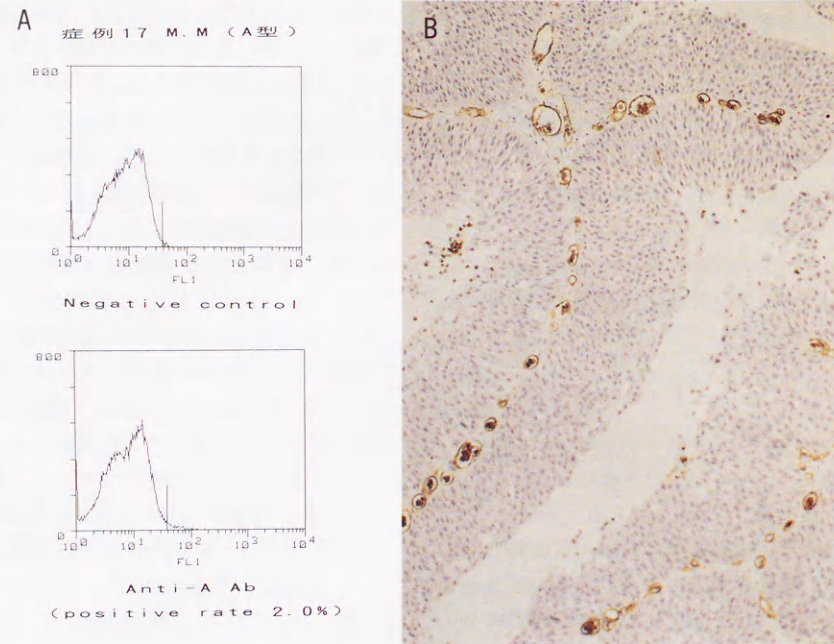 A
症例17 M.M (A型)
800
0
10^0 10^1 10^2 10^3 10^4
FL1
Negative control
800
0
10^0 10^1 10^2 10^3 10^4
FL1
Anti-A Ab
(positive rate 2.0%)
B